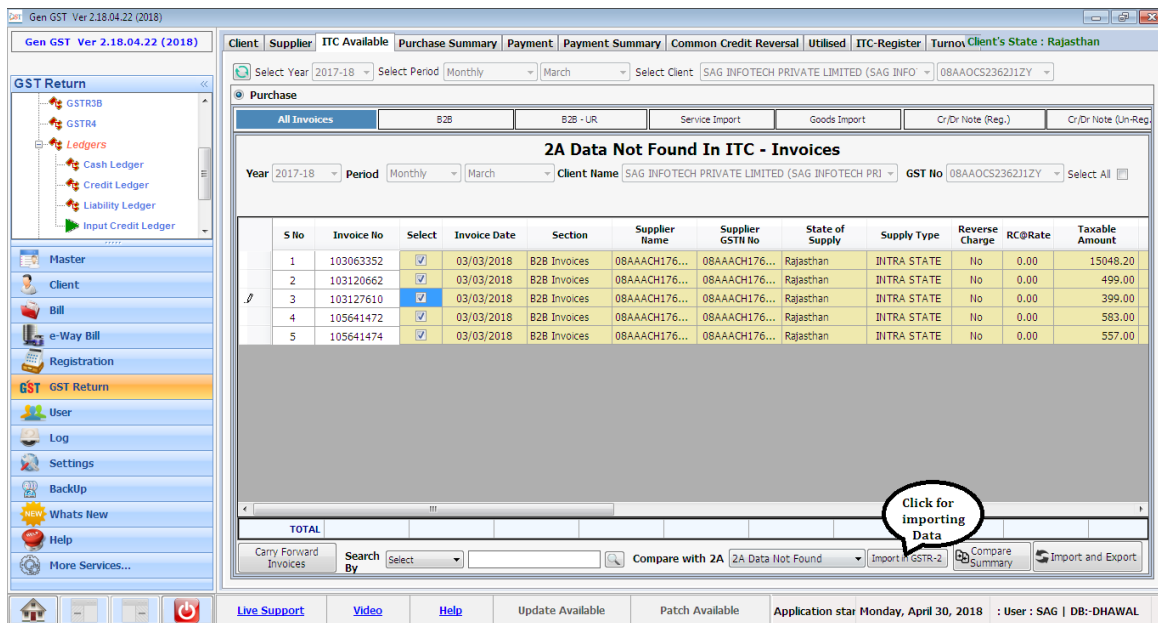 Gen GST Ver 2.18.04.22 (2018)
Gen GST Ver 2.18.04.22 (2018)
Client Supplier ITC Available Purchase Summary Payment Payment Summary Common Credit Reversal Utilised ITC-Register Turnov Client's State : Rajasthan
Select Year 2017-18 Select Period Monthly March Select Client SAG INFOTECH PRIVATE LIMITED (SAG INFO 08AAOCS2362J1ZY
GST Return
GSTR3B
GSTR4
Ledgers
Cash Ledger
Credit Ledger
Liability Ledger
Input Credit Ledger
Master
Client
Bill
e-Way Bill
Registration
GST GST Return
User
Log
Settings
BackUp
NEW Whats New
Help
More Services...
Purchase
All Invoices B2B B2B - UR Service Import Goods Import Cr/Dr Note (Reg.) Cr/Dr Note (Un-Reg.
2A Data Not Found In ITC - Invoices
Year 2017-18 Period Monthly March Client Name SAG INFOTECH PRIVATE LIMITED (SAG INFOTECH PRI GST No 08AAOCS2362J1ZY Select All
S No Invoice No Select Invoice Date Section Supplier Name Supplier GSTN No State of Supply Supply Type Reverse Charge RC@Rate Taxable Amount
1 103063352 03/03/2018 B2B Invoices 08AAACH176... 08AAACH176... Rajasthan INTRA STATE No 0.00 15048.20
2 103120662 03/03/2018 B2B Invoices 08AAACH176... 08AAACH176... Rajasthan INTRA STATE No 0.00 499.00
3 103127610 03/03/2018 B2B Invoices 08AAACH176... 08AAACH176... Rajasthan INTRA STATE No 0.00 399.00
4 105641472 03/03/2018 B2B Invoices 08AAACH176... 08AAACH176... Rajasthan INTRA STATE No 0.00 583.00
5 105641474 03/03/2018 B2B Invoices 08AAACH176... 08AAACH176... Rajasthan INTRA STATE No 0.00 557.00
Click for
importing
Data
TOTAL
Carry Forward Invoices Search By Select Compare with 2A 2A Data Not Found Import in GSTR-2 Compare Summary Import and Export
Live Support Video Help Update Available Patch Available Application star Monday, April 30, 2018 : User : SAG | DB:-DHAWAL